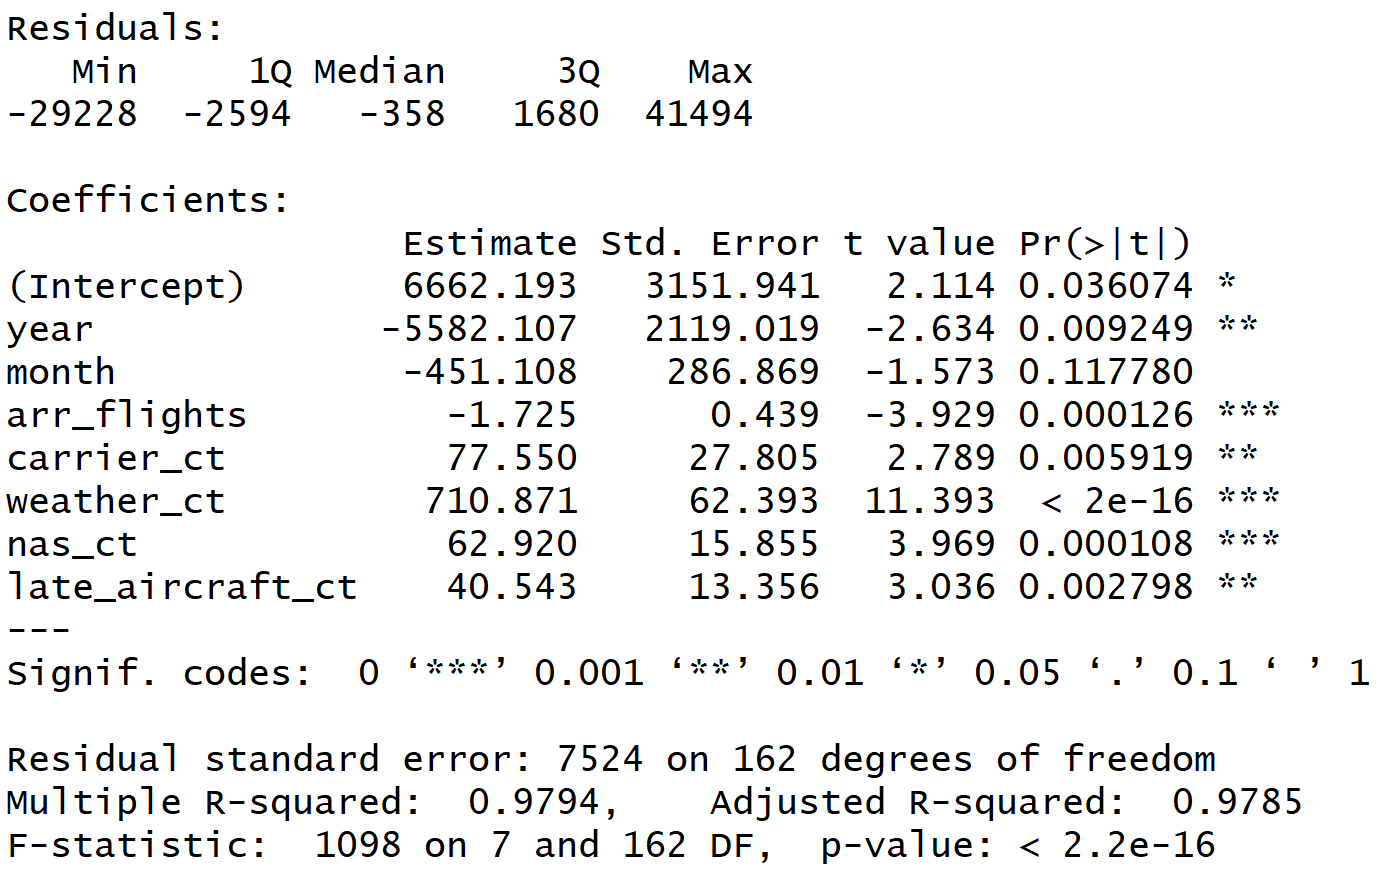 Residuals:
   Min     1Q Median     3Q    Max
-29228  -2594   -358   1680  41494

Coefficients:
                  Estimate Std. Error t value Pr(>|t|)
(Intercept)       6662.193   3151.941   2.114 0.036074 *
year             -5582.107   2119.019  -2.634 0.009249 **
month             -451.108    286.869  -1.573 0.117780
arr_flights         -1.725      0.439  -3.929 0.000126 ***
carrier_ct          77.550     27.805   2.789 0.005919 **
weather_ct         710.871     62.393  11.393  < 2e-16 ***
nas_ct              62.920     15.855   3.969 0.000108 ***
late_aircraft_ct    40.543     13.356   3.036 0.002798 **
---
Signif. codes:  0 ‘***’ 0.001 ‘**’ 0.01 ‘*’ 0.05 ‘.’ 0.1 ‘ ’ 1

Residual standard error: 7524 on 162 degrees of freedom
Multiple R-squared:  0.9794,    Adjusted R-squared:  0.9785
F-statistic:  1098 on 7 and 162 DF,  p-value: < 2.2e-16